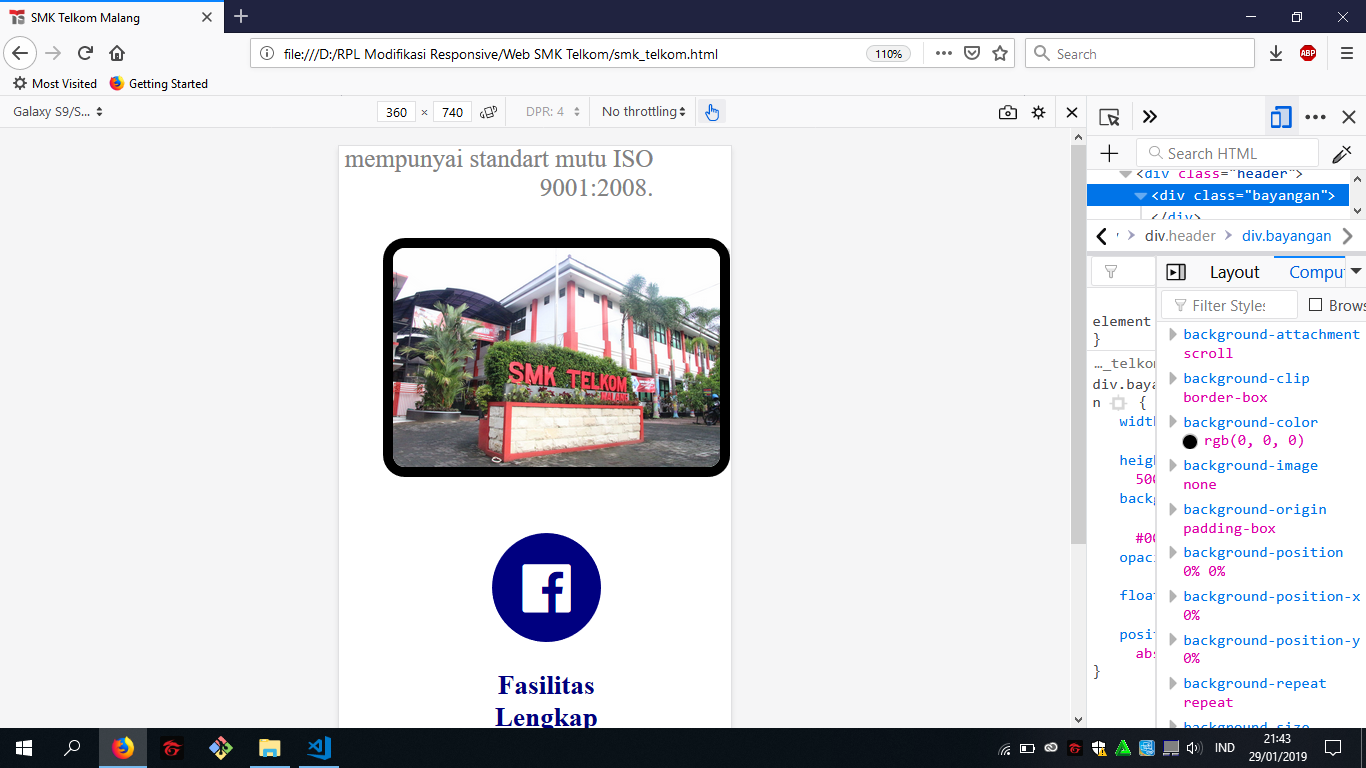 SMK Telkom Malang
file:///D:/RPL Modifikasi Responsive/Web SMK Telkom/smk_telkom.html
110%
Search
Most Visited
Getting Started
Galaxy S9/S...
360 × 740
DPR: 4
No throttling
mempunyai standart mutu ISO
9001:2008.
SMK TELKOM
MALANG
Fasilitas
Lengkap
Search HTML
<div class="header">
<div class="bayangan">
</div>
div.header
div.bayangan
element
}
…_telkom
div.baya
n {
width
heigh
500
backg
#00
opaci
float
posit
abs
}
Layout
Compu
Filter Styles
Brows
background-attachment
scroll
background-clip
border-box
background-color
rgb(0, 0, 0)
background-image
none
background-origin
padding-box
background-position
0% 0%
background-position-x
0%
background-position-y
0%
background-repeat
repeat
background-size
ABP
IND
21:43
29/01/2019